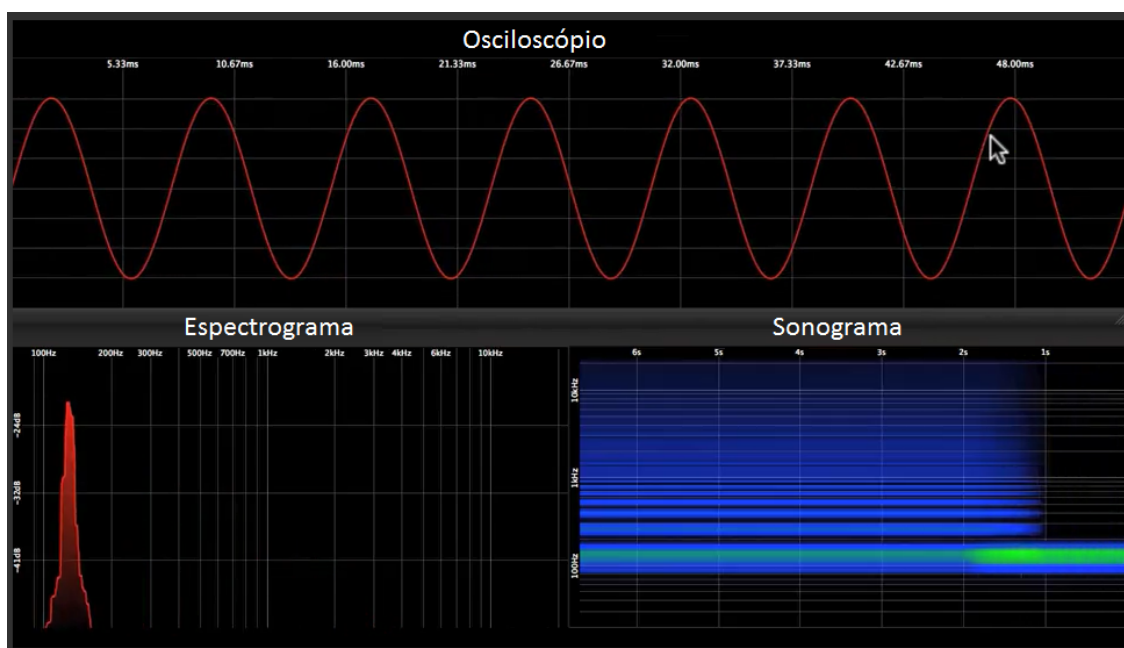 Osciloscópio
5.33ms 10.67ms 16.00ms 21.33ms 26.67ms 32.00ms 37.33ms 42.67ms 48.00ms
Espectrograma
100Hz 200Hz 300Hz 500Hz 700Hz 1kHz 2kHz 3kHz 4kHz 6kHz 10kHz
-24dB
-32dB
-41dB
Sonograma
6s 5s 4s 3s 2s 1s
10kHz
1kHz
100Hz